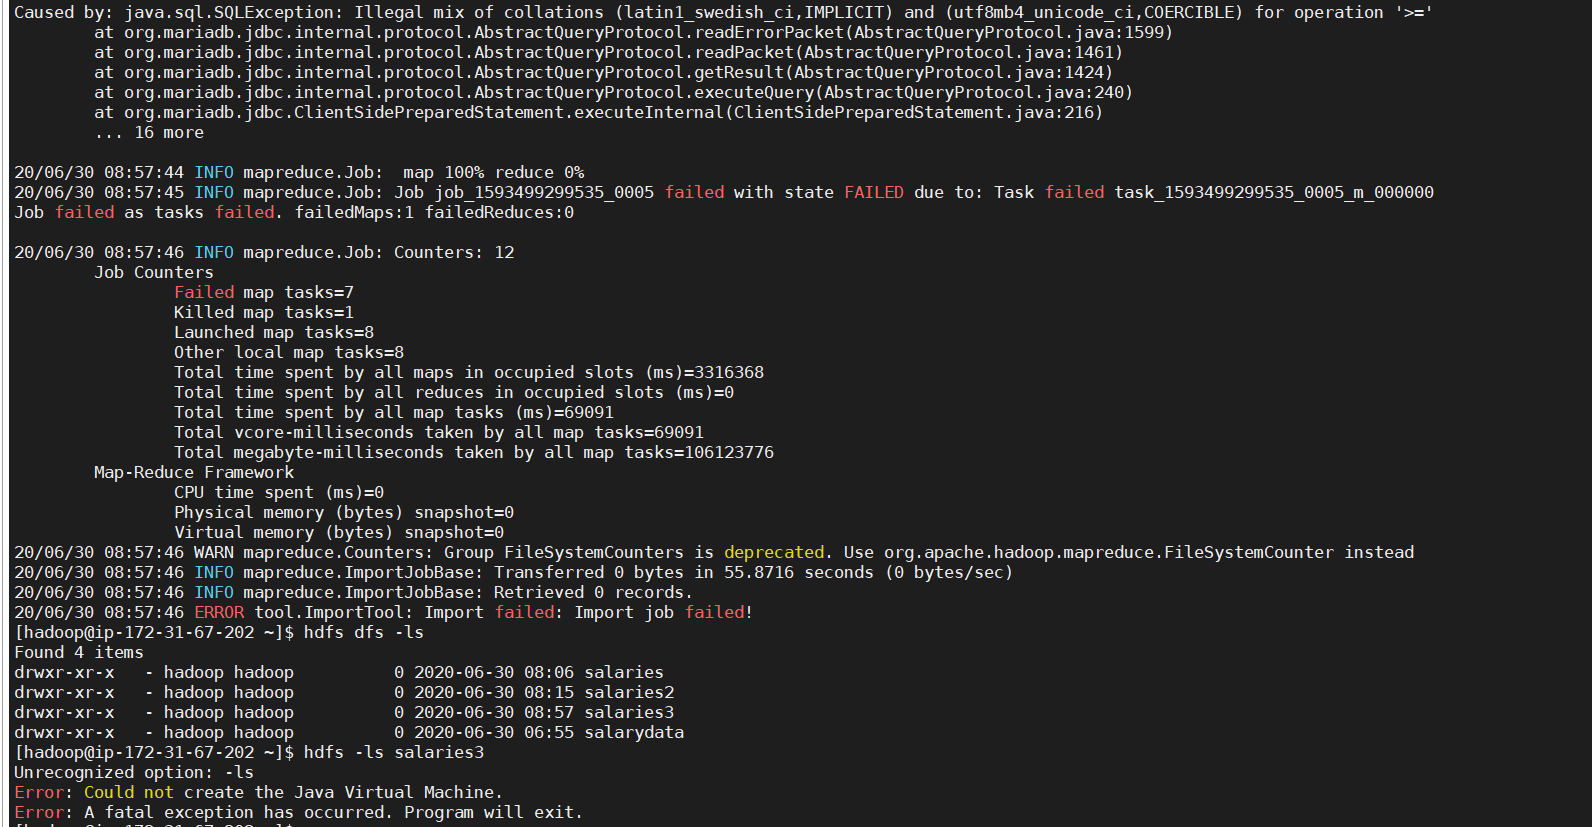 Caused by: java.sql.SQLException: Illegal mix of collations (latin1_swedish_ci,IMPLICIT) and (utf8mb4_unicode_ci,COERCIBLE) for operation '>='
        at org.mariadb.jdbc.internal.protocol.AbstractQueryProtocol.readErrorPacket(AbstractQueryProtocol.java:1599)
        at org.mariadb.jdbc.internal.protocol.AbstractQueryProtocol.readPacket(AbstractQueryProtocol.java:1461)
        at org.mariadb.jdbc.internal.protocol.AbstractQueryProtocol.getResult(AbstractQueryProtocol.java:1424)
        at org.mariadb.jdbc.internal.protocol.AbstractQueryProtocol.executeQuery(AbstractQueryProtocol.java:240)
        at org.mariadb.jdbc.ClientSidePreparedStatement.executeInternal(ClientSidePreparedStatement.java:216)
        ... 16 more

20/06/30 08:57:44 INFO mapreduce.Job:  map 100% reduce 0%
20/06/30 08:57:45 INFO mapreduce.Job: Job job_1593499299535_0005 failed with state FAILED due to: Task failed task_1593499299535_0005_m_000000
Job failed as tasks failed. failedMaps:1 failedReduces:0

20/06/30 08:57:46 INFO mapreduce.Job: Counters: 12
        Job Counters
                Failed map tasks=7
                Killed map tasks=1
                Launched map tasks=8
                Other local map tasks=8
                Total time spent by all maps in occupied slots (ms)=3316368
                Total time spent by all reduces in occupied slots (ms)=0
                Total time spent by all map tasks (ms)=69091
                Total vcore-milliseconds taken by all map tasks=69091
                Total megabyte-milliseconds taken by all map tasks=106123776
        Map-Reduce Framework
                CPU time spent (ms)=0
                Physical memory (bytes) snapshot=0
                Virtual memory (bytes) snapshot=0
20/06/30 08:57:46 WARN mapreduce.Counters: Group FileSystemCounters is deprecated. Use org.apache.hadoop.mapreduce.FileSystemCounter instead
20/06/30 08:57:46 INFO mapreduce.ImportJobBase: Transferred 0 bytes in 55.8716 seconds (0 bytes/sec)
20/06/30 08:57:46 INFO mapreduce.ImportJobBase: Retrieved 0 records.
20/06/30 08:57:46 ERROR tool.ImportTool: Import failed: Import job failed!
[hadoop@ip-172-31-67-202 ~]$ hdfs dfs -ls
Found 4 items
drwxr-xr-x   - hadoop hadoop          0 2020-06-30 08:06 salaries
drwxr-xr-x   - hadoop hadoop          0 2020-06-30 08:15 salaries2
drwxr-xr-x   - hadoop hadoop          0 2020-06-30 08:57 salaries3
drwxr-xr-x   - hadoop hadoop          0 2020-06-30 06:55 salarydata
[hadoop@ip-172-31-67-202 ~]$ hdfs -ls salaries3
Unrecognized option: -ls
Error: Could not create the Java Virtual Machine.
Error: A fatal exception has occurred. Program will exit.